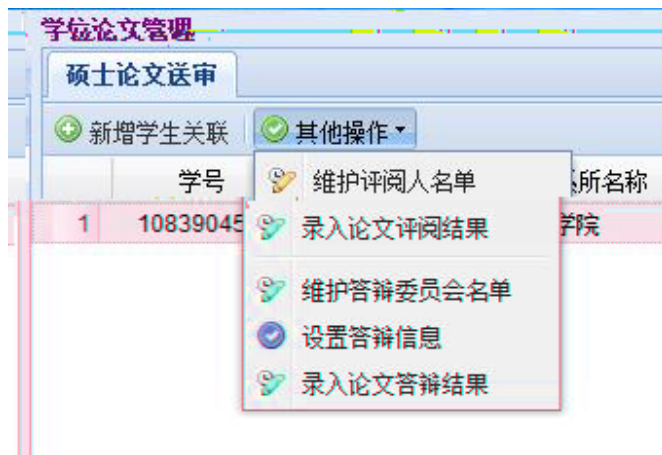 学位论文管理
硕士论文送审
新增学生关联 其他操作
学号 所名称
1 10839045 学院
维护评阅人名单
录入论文评阅结果
维护答辩委员会名单
设置答辩信息
录入论文答辩结果